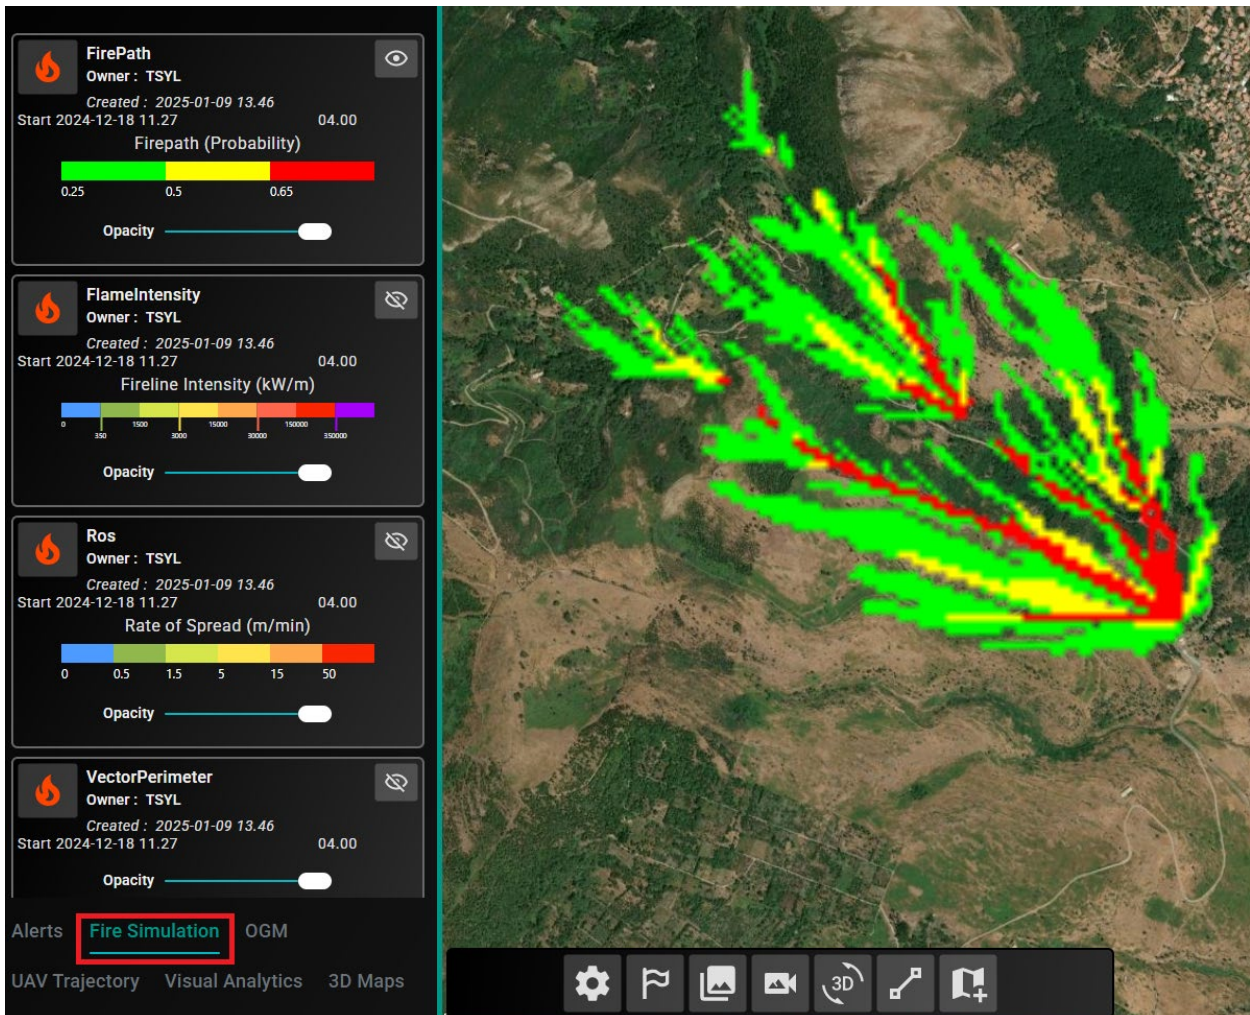 FirePath
Owner : TSYL
Created : 2025-01-09 13.46
Start 2024-12-18 11.27 04.00
Firepath (Probability)
0.25 0.5 0.65
Opacity
FlameIntensity
Owner : TSYL
Created : 2025-01-09 13.46
Start 2024-12-18 11.27 04.00
Fireline Intensity (kW/m)
0 350 1500 3000 15000 30000 150000 350000
Opacity
Ros
Owner : TSYL
Created : 2025-01-09 13.46
Start 2024-12-18 11.27 04.00
Rate of Spread (m/min)
0 0.5 1.5 5 15 50
Opacity
VectorPerimeter
Owner : TSYL
Created : 2025-01-09 13.46
Start 2024-12-18 11.27 04.00
Opacity
Alerts Fire Simulation OGM
UAV Trajectory Visual Analytics 3D Maps
3D